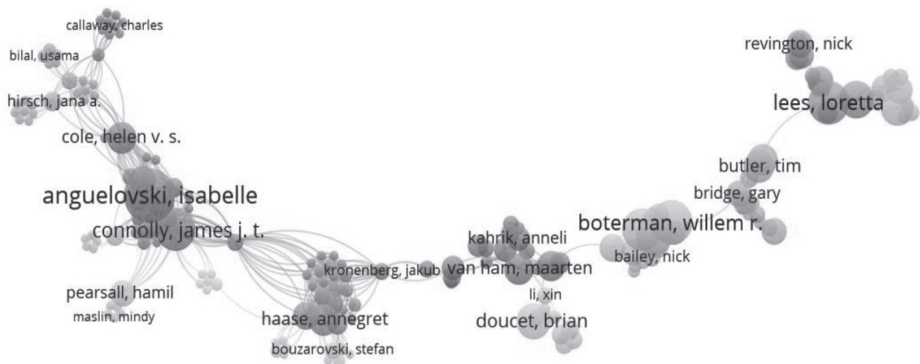 callaway, charles
bilal, usama
hirsch, jana a.
cole, helen v. s.
anguelovski, isabelle
connolly, james j. t.
pearsall, hamil
maslin, mindy
kronenberg, jakub
haase, annegret
bouzarovski, stefan
kahrik, anneli
van ham, maarten
li, xin
doucet, brian
boterman, willem r.
bailey, nick
butler, tim
bridge, gary
revington, nick
lees, loretta